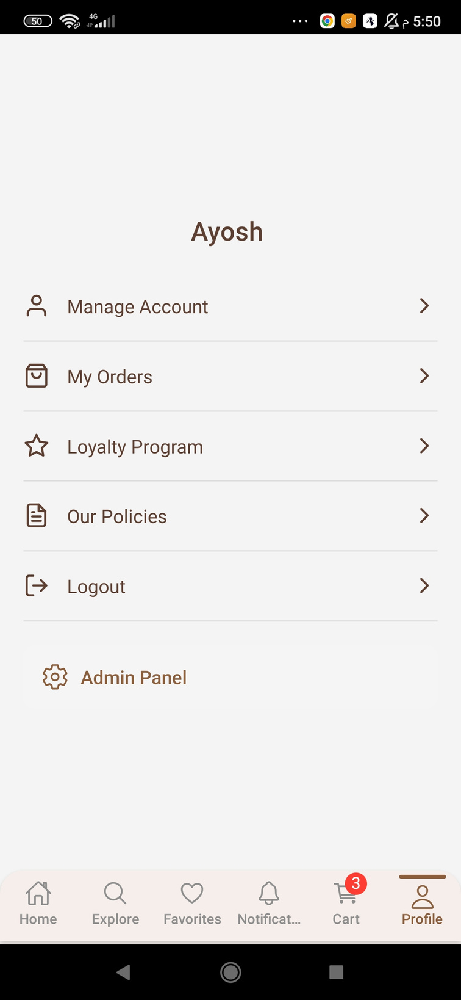 50
4G
... م 5:50
Ayosh
Manage Account
My Orders
Loyalty Program
Our Policies
Logout
Admin Panel
3
Home Explore Favorites Notificat... Cart Profile